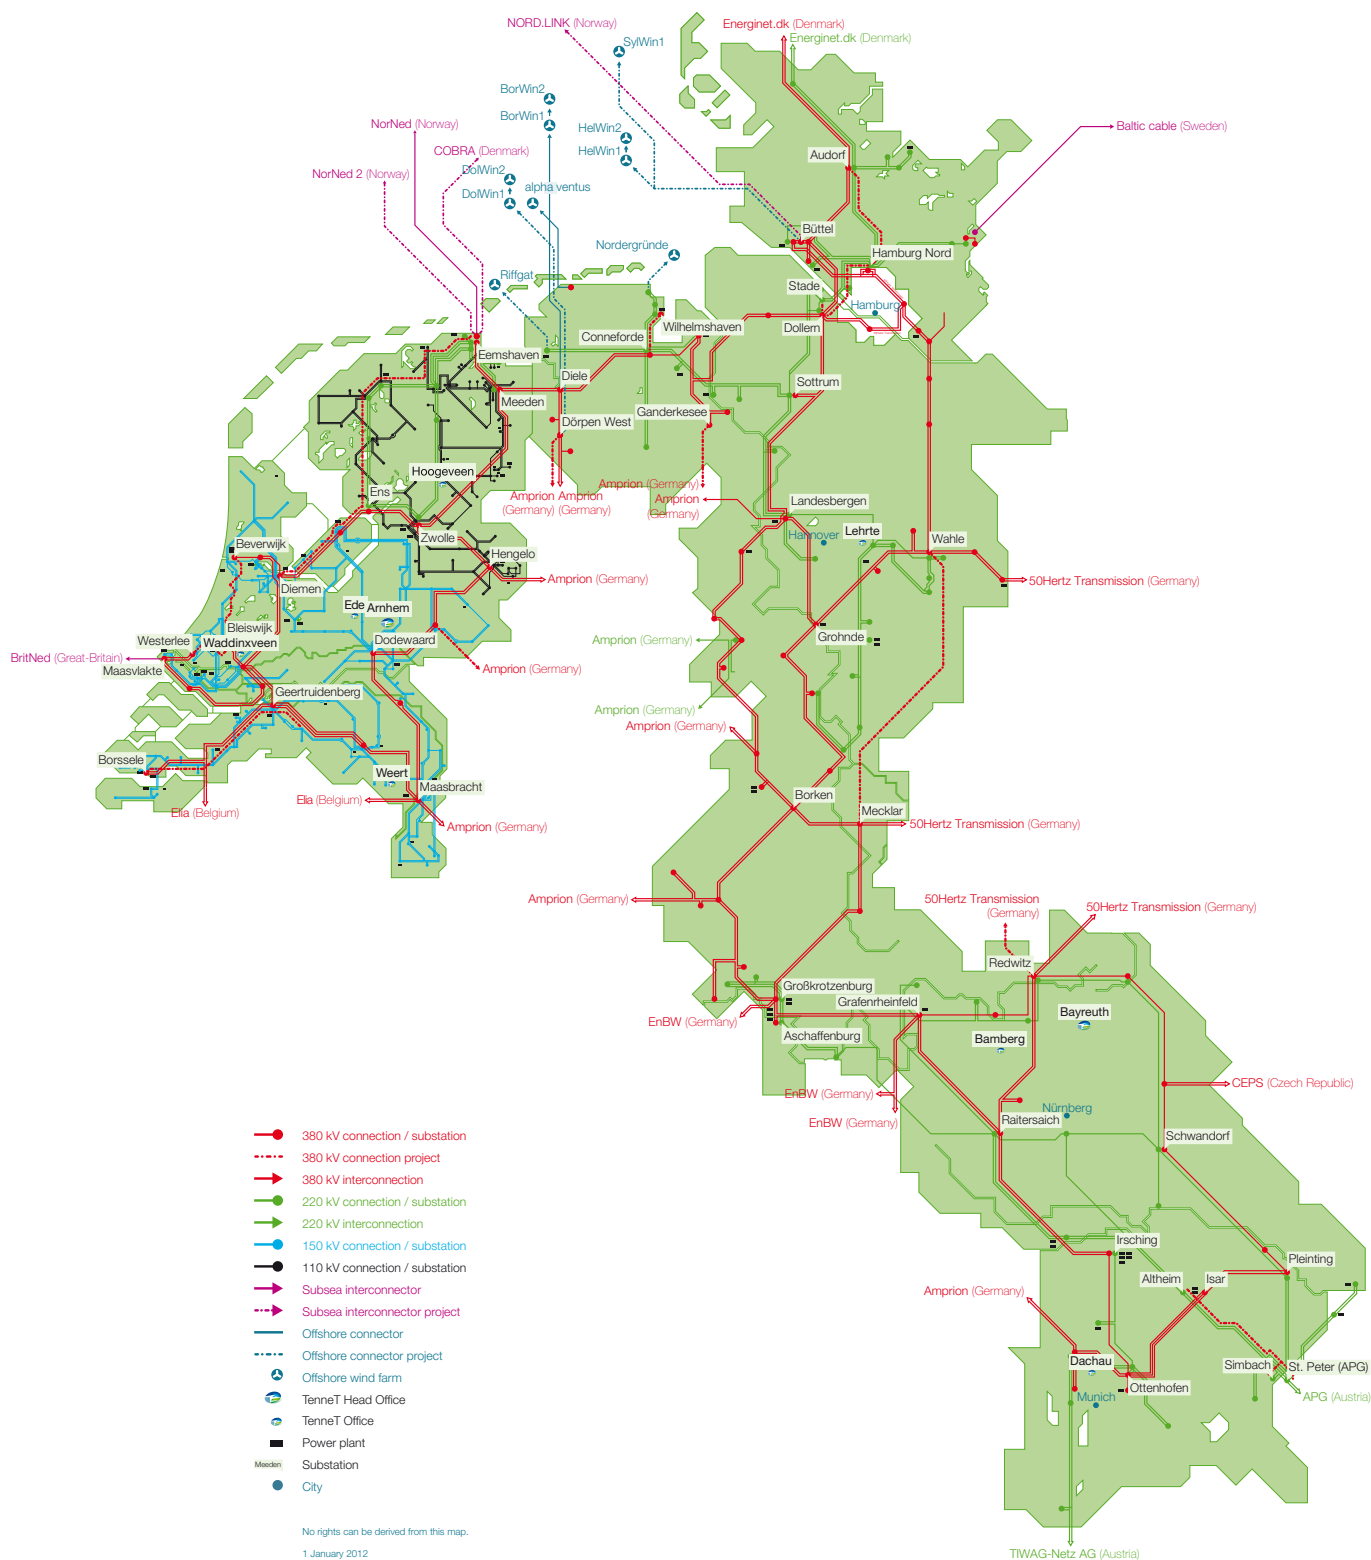 NORD.LINK (Norway)
Energinet.dk (Denmark)
Energinet.dk (Denmark)
SylWin1
BorWin2
BorWin1
NorNed (Norway)
HelWin2
HelWin1
Baltic cable (Sweden)
COBRA (Denmark)
Audorf
NorNed 2 (Norway)
DolWin2
DolWin1
alpha ventus
Büttel
Nordergründe
Hamburg Nord
Riffgat
Stade
Hamburg
Wilhelmshaven
Dollern
Conneforde
Eemshaven
Diele
Sottrum
Meeden
Ganderkesee
Dörpen West
Hoogeveen
Ens
Amprion (Germany)
Amprion Amprion
(Germany) (Germany)
Amprion
(Germany)
Landesbergen
Zwolle
Hannover
Lehrte
Wahle
Beverwijk
Hengelo
Amprion (Germany)
50Hertz Transmission (Germany)
Diemen
Ede
Arnhem
Bleiswijk
Westerlee
Waddinxveen
Dodewaard
Grohnde
Amprion (Germany)
BritNed (Great-Britain)
Maasvlakte
Amprion (Germany)
Geertruidenberg
Amprion (Germany)
Amprion (Germany)
Borssele
Weert
Maasbracht
Elia (Belgium)
Elia (Belgium)
Amprion (Germany)
Borken
Mecklar
50Hertz Transmission (Germany)
Amprion (Germany)
50Hertz Transmission
(Germany)
50Hertz Transmission (Germany)
Redwitz
Großkrotzenburg
Grafenrheinfeld
EnBW (Germany)
Aschaffenburg
Bayreuth
Bamberg
CEPS (Czech Republic)
EnBW (Germany)
EnBW (Germany)
Nürnberg
Raitersaich
Schwandorf
Irsching
Pleinting
Altheim
Isar
Amprion (Germany)
Dachau
Simbach
St. Peter (APG)
Ottenhofen
Munich
APG (Austria)
TIWAG-Netz AG (Austria)
380 kV connection / substation
380 kV connection project
380 kV interconnection
220 kV connection / substation
220 kV interconnection
150 kV connection / substation
110 kV connection / substation
Subsea interconnector
Subsea interconnector project
Offshore connector
Offshore connector project
Offshore wind farm
TenneT Head Office
TenneT Office
Power plant
Meeden Substation
City
No rights can be derived from this map.
1 January 2012